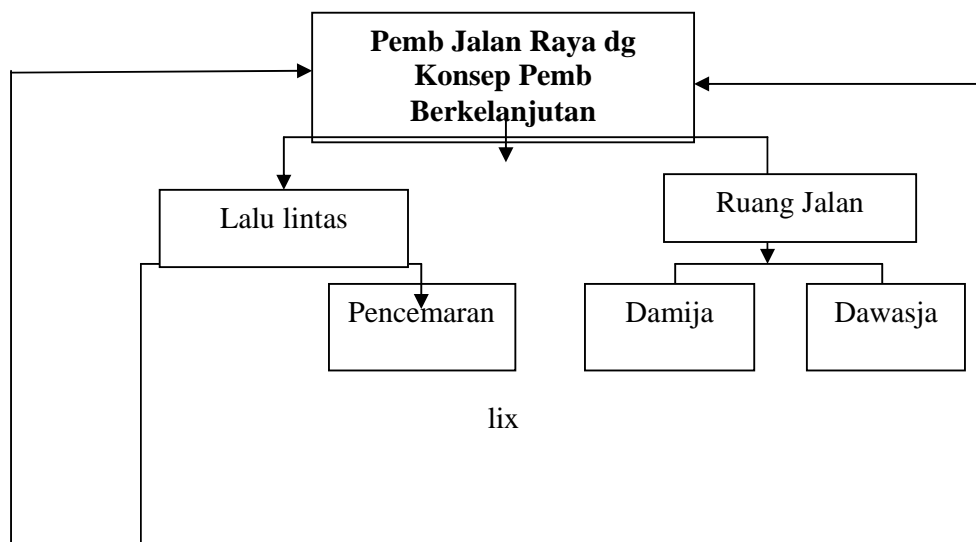 Pemb Jalan Raya dg
Konsep Pemb
Berkelanjutan
Lalu lintas
Ruang Jalan
Pencemaran
Damija
Dawasja
lix